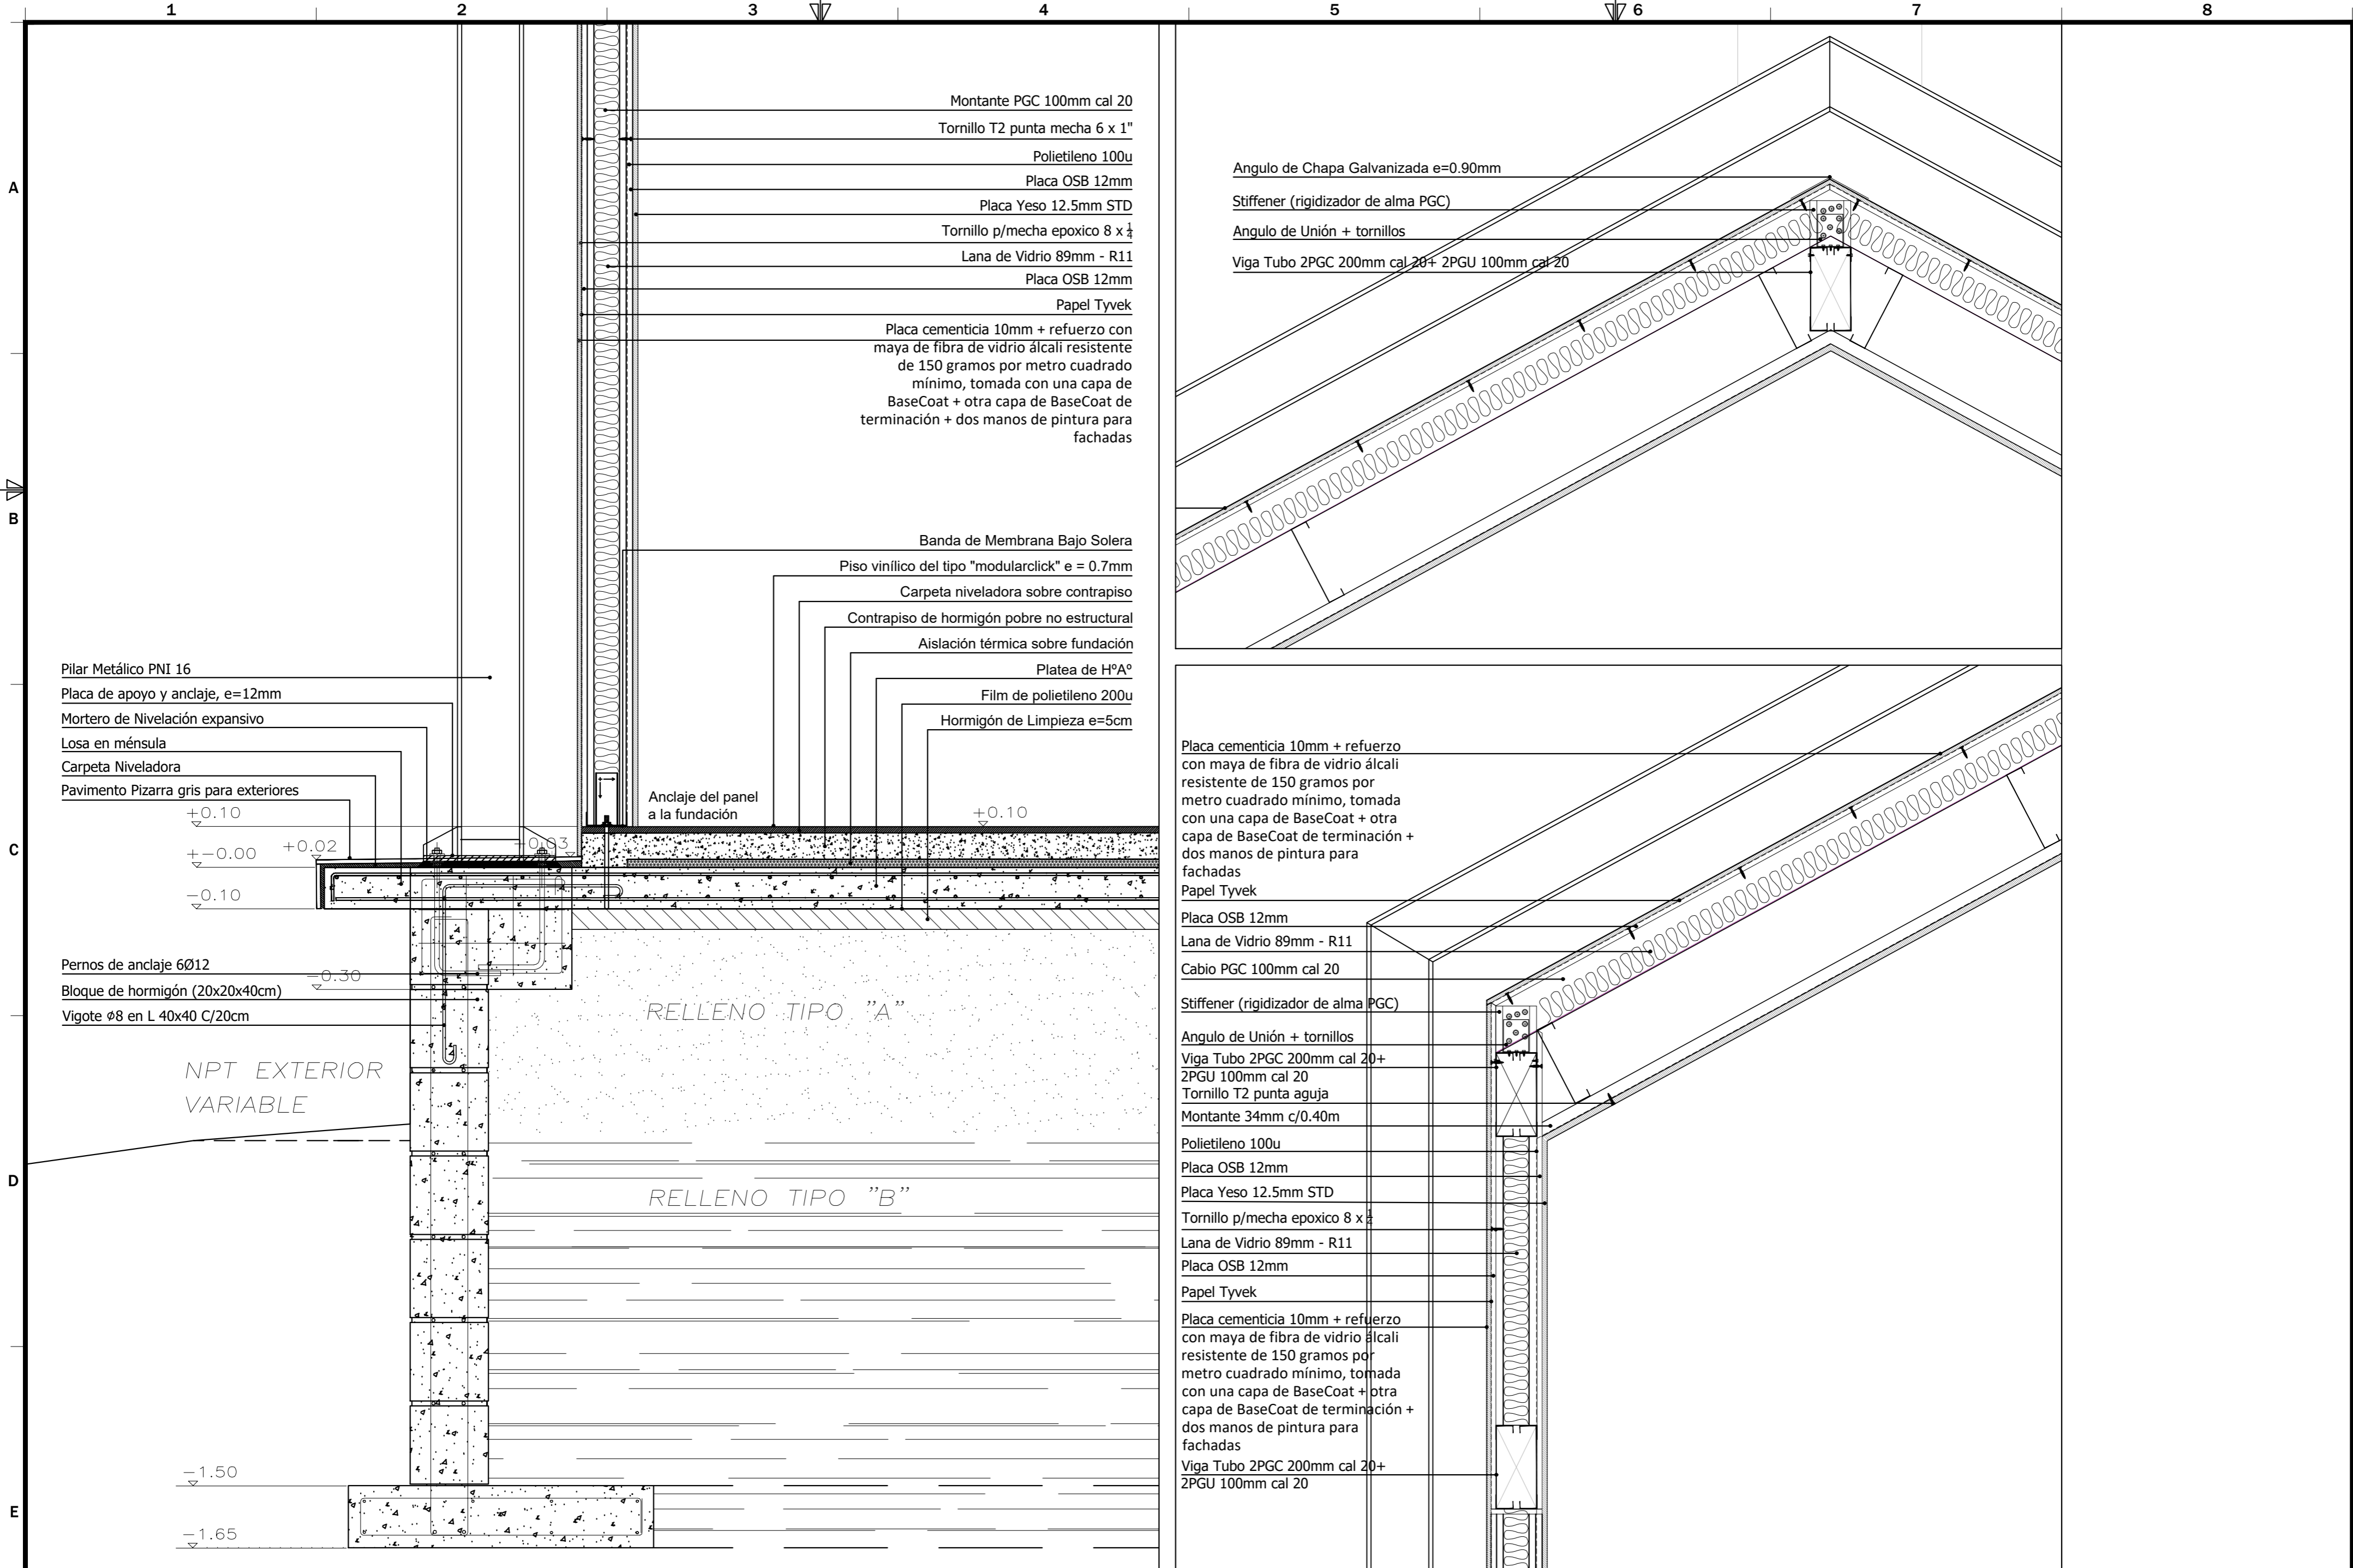 1 2 3 4 5 6 7 8
A
B
C
D
E
Montante PGC 100mm cal 20
Tornillo T2 punta mecha 6 x 1"
Polietileno 100u
Placa OSB 12mm
Placa Yeso 12.5mm STD
Tornillo p/mecha epoxico 8 x
Lana de Vidrio 89mm - R11
Placa OSB 12mm
Papel Tyvek
Placa cementicia 10mm + refuerzo con
maya de fibra de vidrio álcali resistente
de 150 gramos por metro cuadrado
mínimo, tomada con una capa de
BaseCoat + otra capa de BaseCoat de
terminación + dos manos de pintura para
fachadas
Banda de Membrana Bajo Solera
Piso vinílico del tipo "modularclick" e = 0.7mm
Carpeta niveladora sobre contrapiso
Contrapiso de hormigón pobre no estructural
Aislación térmica sobre fundación
Platea de HºAº
Film de polietileno 200u
Hormigón de Limpieza e=5cm
Pilar Metálico PNI 16
Placa de apoyo y anclaje, e=12mm
Mortero de Nivelación expansivo
Losa en ménsula
Carpeta Niveladora
Pavimento Pizarra gris para exteriores
Anclaje del panel
a la fundación
+0.10
+0.10
+-0.00
+0.02
+0.03
-0.10
Pernos de anclaje 6Ø12
-0.30
Bloque de hormigón (20x20x40cm)
Vigote ⌀8 en L 40x40 C/20cm
RELLENO TIPO "A"
NPT EXTERIOR
VARIABLE
RELLENO TIPO "B"
-1.50
-1.65
Angulo de Chapa Galvanizada e=0.90mm
Stiffener (rigidizador de alma PGC)
Angulo de Unión + tornillos
Viga Tubo 2PGC 200mm cal 20+ 2PGU 100mm cal 20
Placa cementicia 10mm + refuerzo
con maya de fibra de vidrio álcali
resistente de 150 gramos por
metro cuadrado mínimo, tomada
con una capa de BaseCoat + otra
capa de BaseCoat de terminación +
dos manos de pintura para
fachadas
Papel Tyvek
Placa OSB 12mm
Lana de Vidrio 89mm - R11
Cabio PGC 100mm cal 20
Stiffener (rigidizador de alma PGC)
Angulo de Unión + tornillos
Viga Tubo 2PGC 200mm cal 20+
2PGU 100mm cal 20
Tornillo T2 punta aguja
Montante 34mm c/0.40m
Polietileno 100u
Placa OSB 12mm
Placa Yeso 12.5mm STD
Tornillo p/mecha epoxico 8 x
Lana de Vidrio 89mm - R11
Placa OSB 12mm
Papel Tyvek
Placa cementicia 10mm + refuerzo
con maya de fibra de vidrio álcali
resistente de 150 gramos por
metro cuadrado mínimo, tomada
con una capa de BaseCoat + otra
capa de BaseCoat de terminación +
dos manos de pintura para
fachadas
Viga Tubo 2PGC 200mm cal 20+
2PGU 100mm cal 20